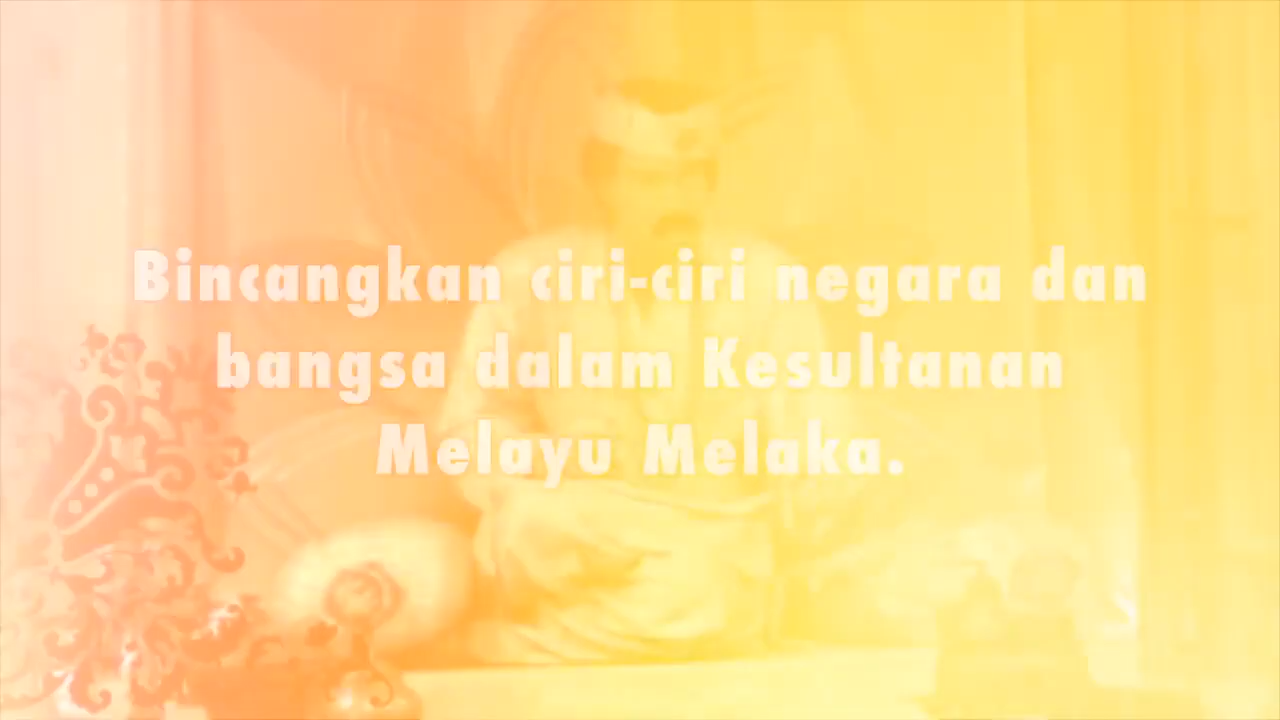 Bincangkan ciri-ciri negara dan
bangsa dalam Kesultanan
Melayu Melaka.